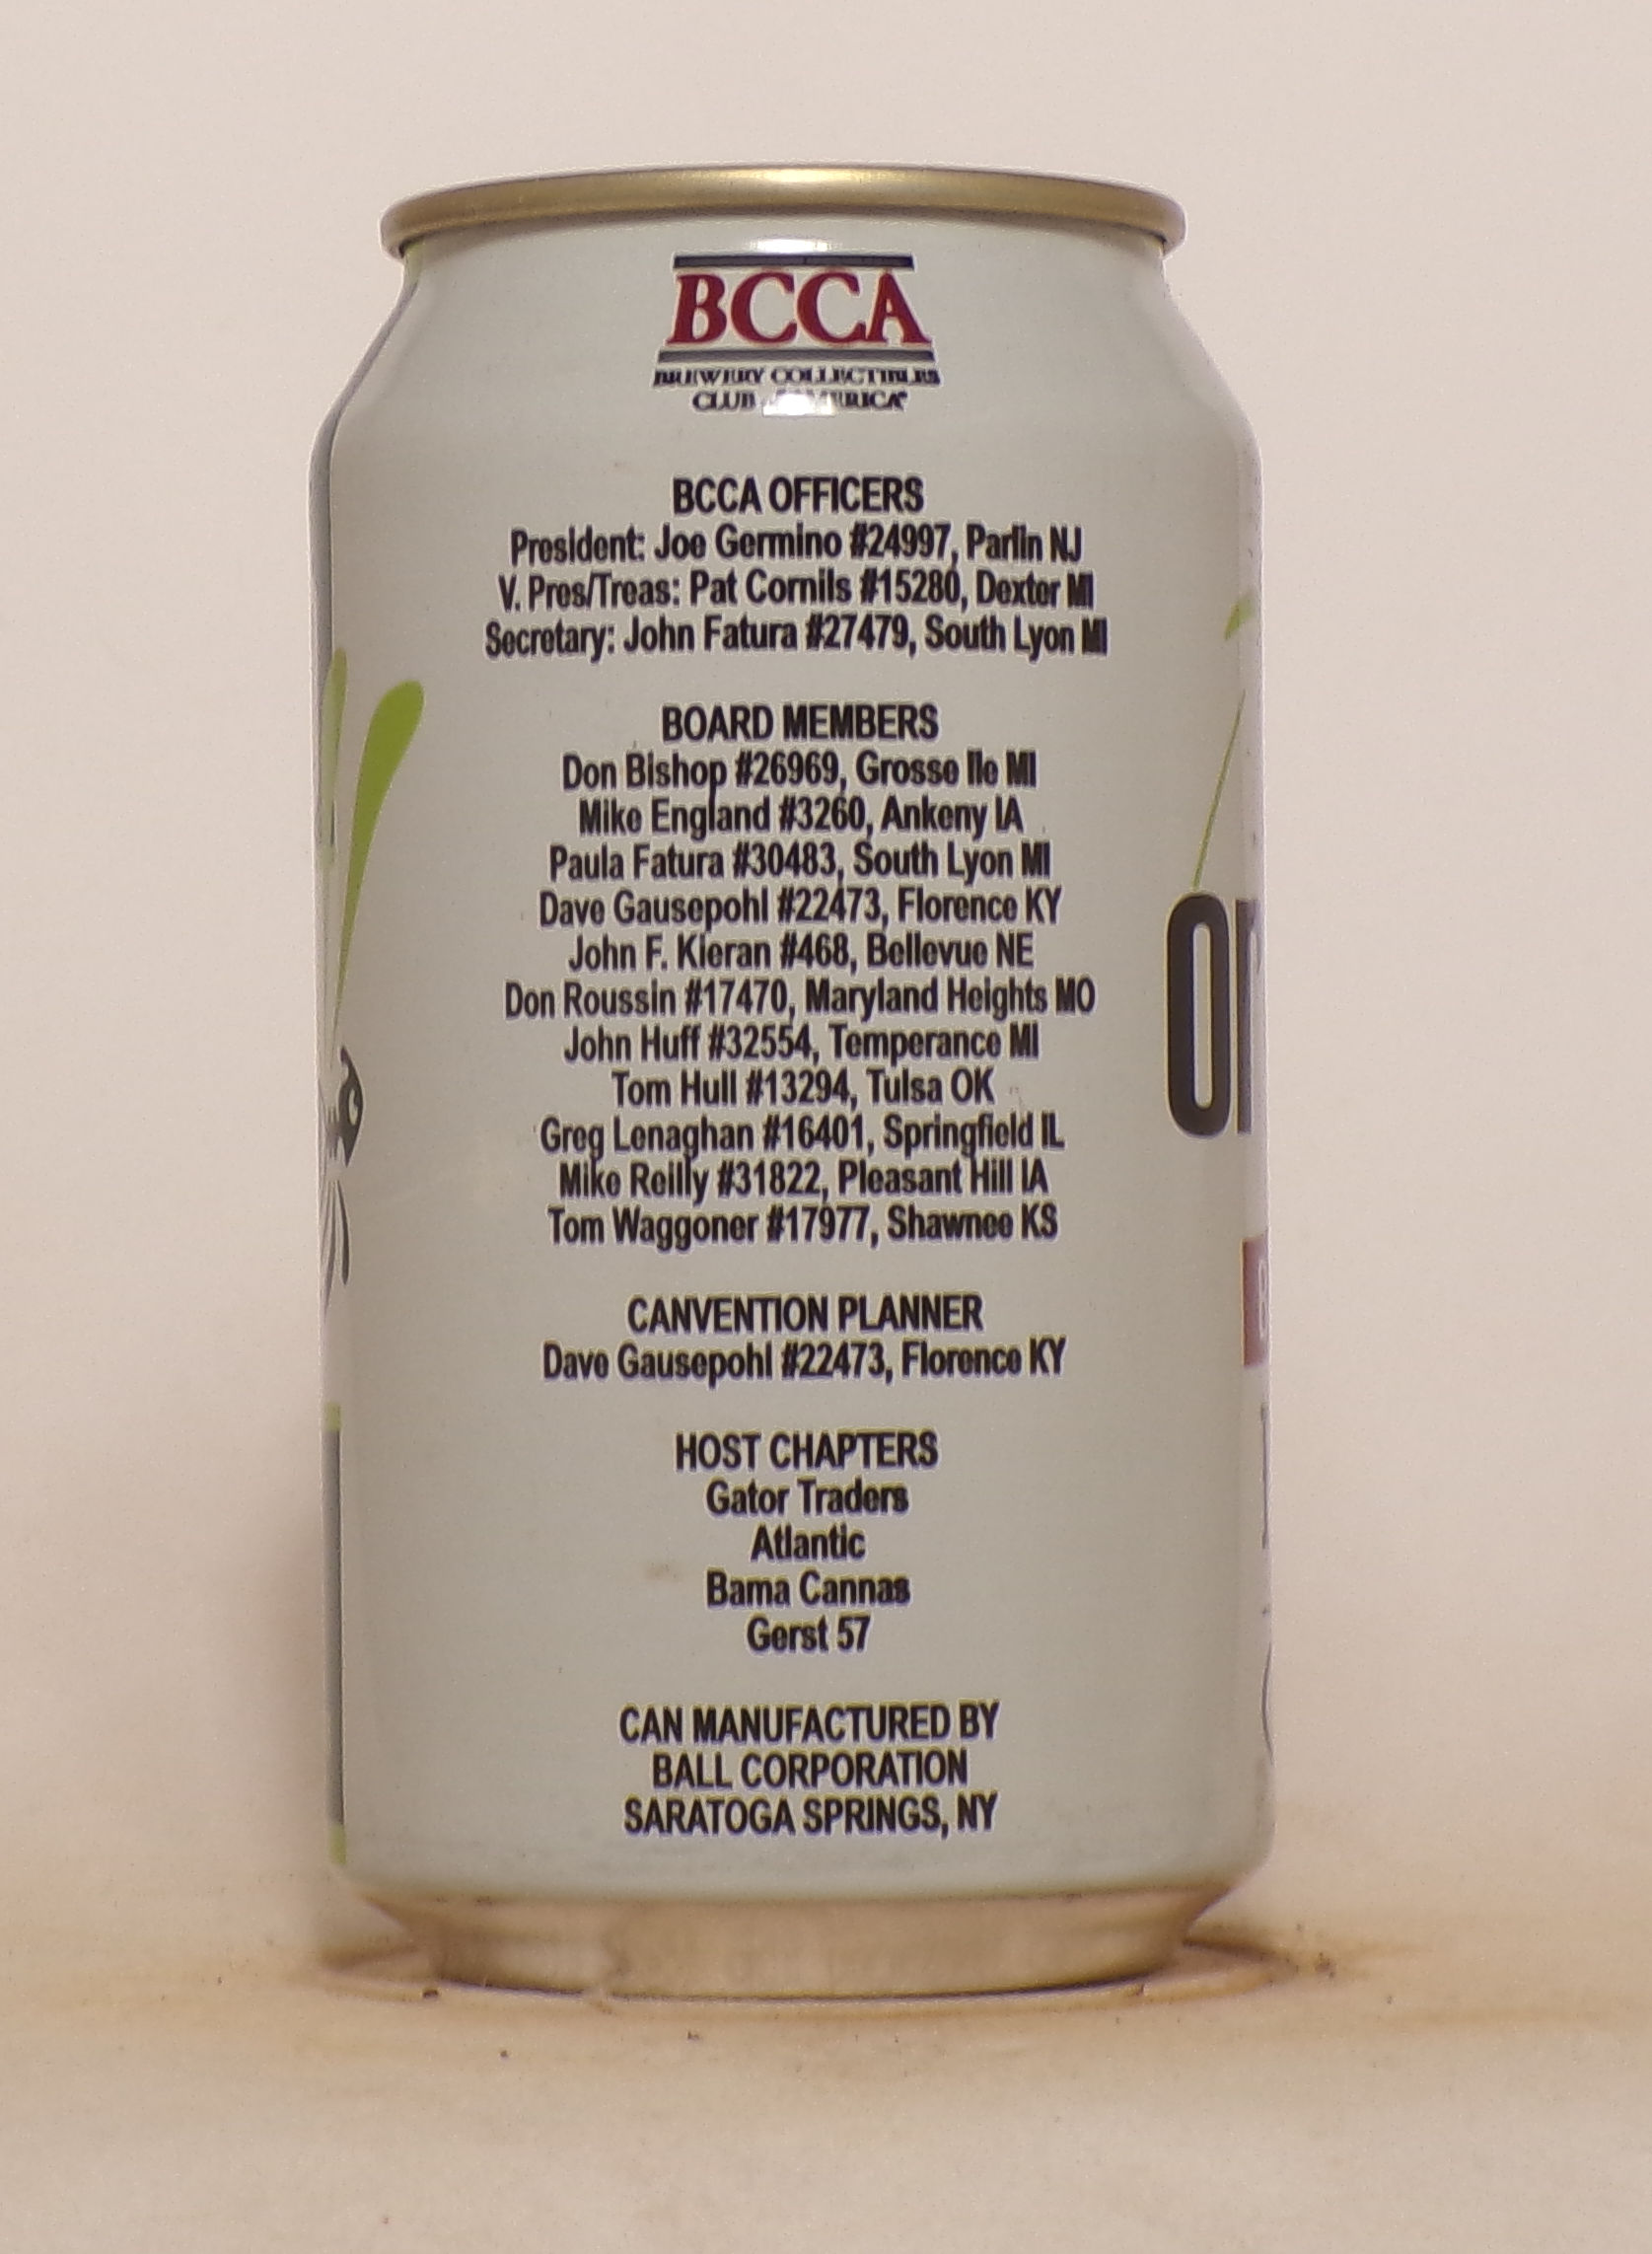 BCCA
BREWERY COLLECTIBLES
CLUB AMERICA
BCCA OFFICERS
President: Joe Germino #24997, Parlin NJ
V. Pres/Treas: Pat Cornils #15280, Dexter MI
Secretary: John Fatura #27479, South Lyon MI
BOARD MEMBERS
Don Bishop #26969, Grosse Ile MI
Mike England #3260, Ankeny IA
Paula Fatura #30483, South Lyon MI
Dave Gausepohl #22473, Florence KY
John F. Kieran #468, Bellevue NE
Don Roussin #17470, Maryland Heights MO
John Huff #32554, Temperance MI
Tom Hull #13294, Tulsa OK
Greg Lenaghan #16401, Springfield IL
Mike Reilly #31822, Pleasant Hill IA
Tom Waggoner #17977, Shawnee KS
CANVENTION PLANNER
Dave Gausepohl #22473, Florence KY
HOST CHAPTERS
Gator Traders
Atlantic
Bama Cannas
Gerst 57
CAN MANUFACTURED BY
BALL CORPORATION
SARATOGA SPRINGS, NY